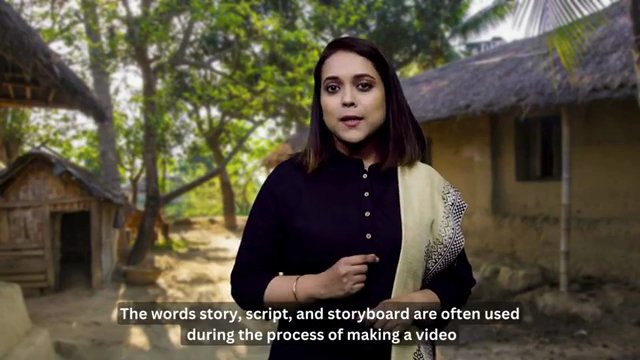 The words story, script, and storyboard are often used
during the process of making a video